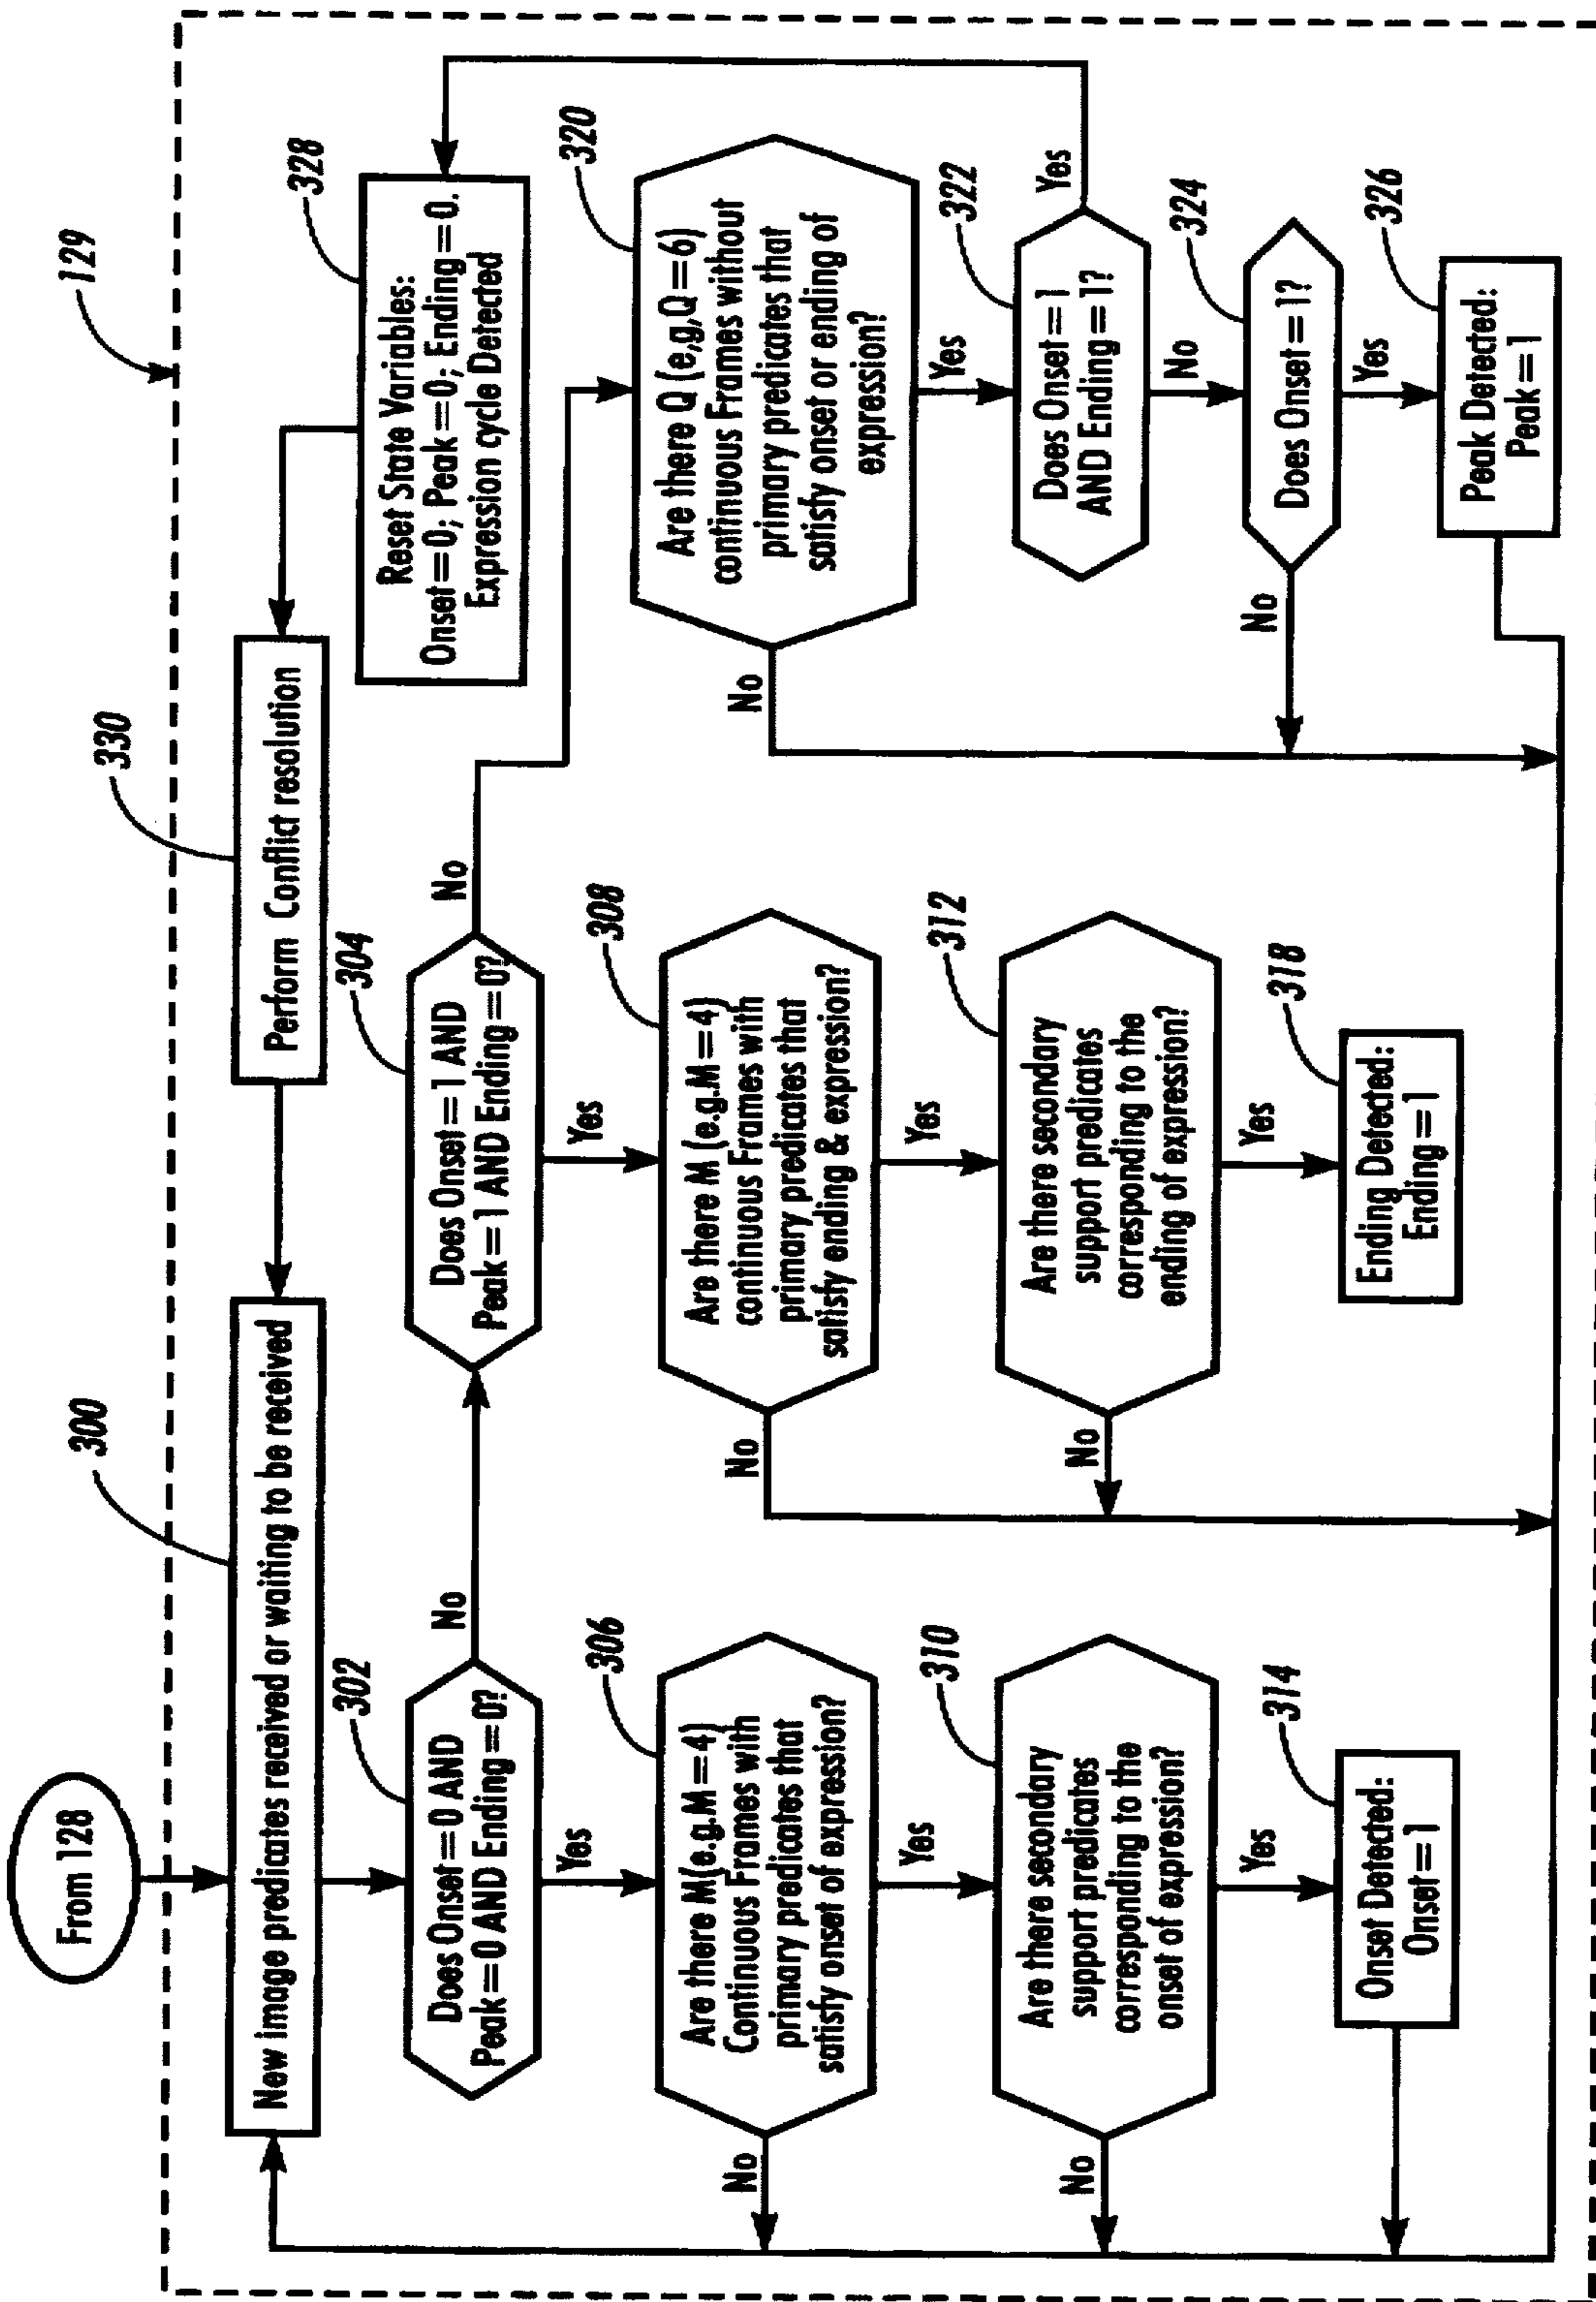 129
From 128
300
New image predicates received or waiting to be received
330
Perform Conflict resolution
328
Reset State Variables:
Onset=0; Peak=0; Ending=0.
Expression cycle Detected
302
Does Onset=0 AND
Peak=0 AND Ending=0?
No
Yes
304
Does Onset=1 AND
Peak=1 AND Ending=0?
No
Yes
306
Are there M(e.g.M=4)
Continuous Frames with
primary predicates that
satisfy onset of expression?
No
Yes
308
Are there M (e.g.M=4)
continuous Frames with
primary predicates that
satisfy ending & expression?
No
Yes
320
Are there Q (e,g,Q=6)
continuous Frames without
primary predicates that
satisfy onset or ending of
expression?
No
Yes
310
Are there secondary
support predicates
corresponding to the
onset of expression?
No
Yes
312
Are there secondary
support predicates
corresponding to the
ending of expression?
No
Yes
322
Does Onset=1
AND Ending=1?
Yes
No
324
Does Onset=1?
No
Yes
314
Onset Detected:
Onset=1
318
Ending Detected:
Ending=1
326
Peak Detected:
Peak=1